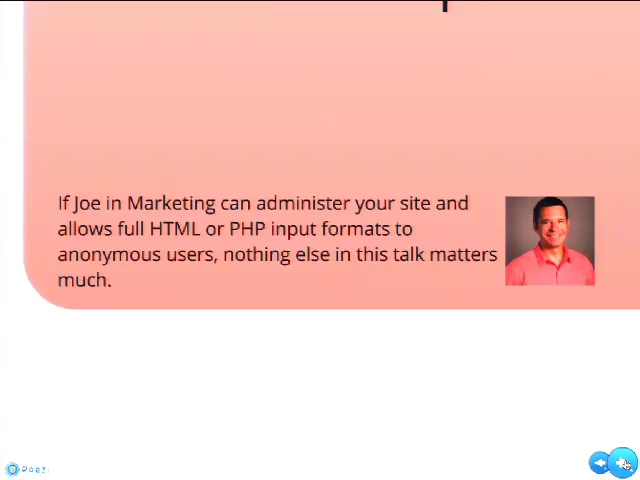 If Joe in Marketing can administer your site and
allows full HTML or PHP input formats to
anonymous users, nothing else in this talk matters
much.